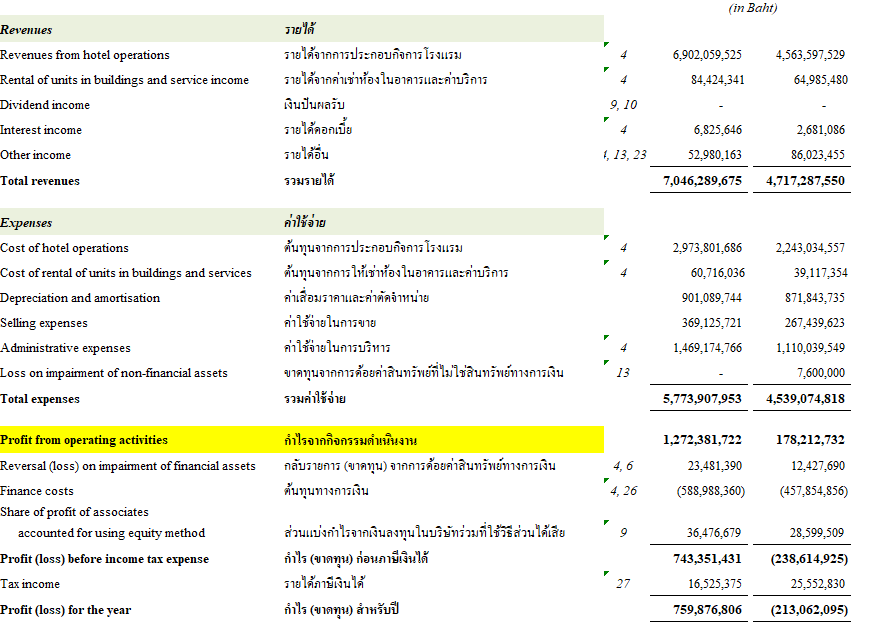 (in Baht)
Revenues รายได้
Revenues from hotel operations รายได้จากการประกอบกิจการโรงแรม 4 6,902,059,525 4,563,597,529
Rental of units in buildings and service income รายได้จากค่าเช่าห้องในอาคารและค่าบริการ 4 84,424,341 64,985,480
Dividend income เงินปันผลรับ 9, 10 - -
Interest income รายได้ดอกเบี้ย 4 6,825,646 2,681,086
Other income รายได้อื่น 4, 13, 23 52,980,163 86,023,455
Total revenues รวมรายได้ 7,046,289,675 4,717,287,550
Expenses ค่าใช้จ่าย
Cost of hotel operations ต้นทุนจากการประกอบกิจการโรงแรม 4 2,973,801,686 2,243,034,557
Cost of rental of units in buildings and services ต้นทุนจากการให้เช่าห้องในอาคารและค่าบริการ 4 60,716,036 39,117,354
Depreciation and amortisation ค่าเสื่อมราคาและค่าตัดจำหน่าย 901,089,744 871,843,735
Selling expenses ค่าใช้จ่ายในการขาย 369,125,721 267,439,623
Administrative expenses ค่าใช้จ่ายในการบริหาร 4 1,469,174,766 1,110,039,549
Loss on impairment of non-financial assets ขาดทุนจากการด้อยค่าสินทรัพย์ที่ไม่ใช่สินทรัพย์ทางการเงิน 13 - 7,600,000
Total expenses รวมค่าใช้จ่าย 5,773,907,953 4,539,074,818
Profit from operating activities กำไรจากกิจกรรมดำเนินงาน 1,272,381,722 178,212,732
Reversal (loss) on impairment of financial assets กลับรายการ (ขาดทุน) จากการด้อยค่าสินทรัพย์ทางการเงิน 4, 6 23,481,390 12,427,690
Finance costs ต้นทุนทางการเงิน 4, 26 (588,988,360) (457,854,856)
Share of profit of associates
accounted for using equity method ส่วนแบ่งกำไรจากเงินลงทุนในบริษัทร่วมที่ใช้วิธีส่วนได้เสีย 9 36,476,679 28,599,509
Profit (loss) before income tax expense กำไร (ขาดทุน) ก่อนภาษีเงินได้ 743,351,431 (238,614,925)
Tax income รายได้ภาษีเงินได้ 27 16,525,375 25,552,830
Profit (loss) for the year กำไร (ขาดทุน) สำหรับปี 759,876,806 (213,062,095)